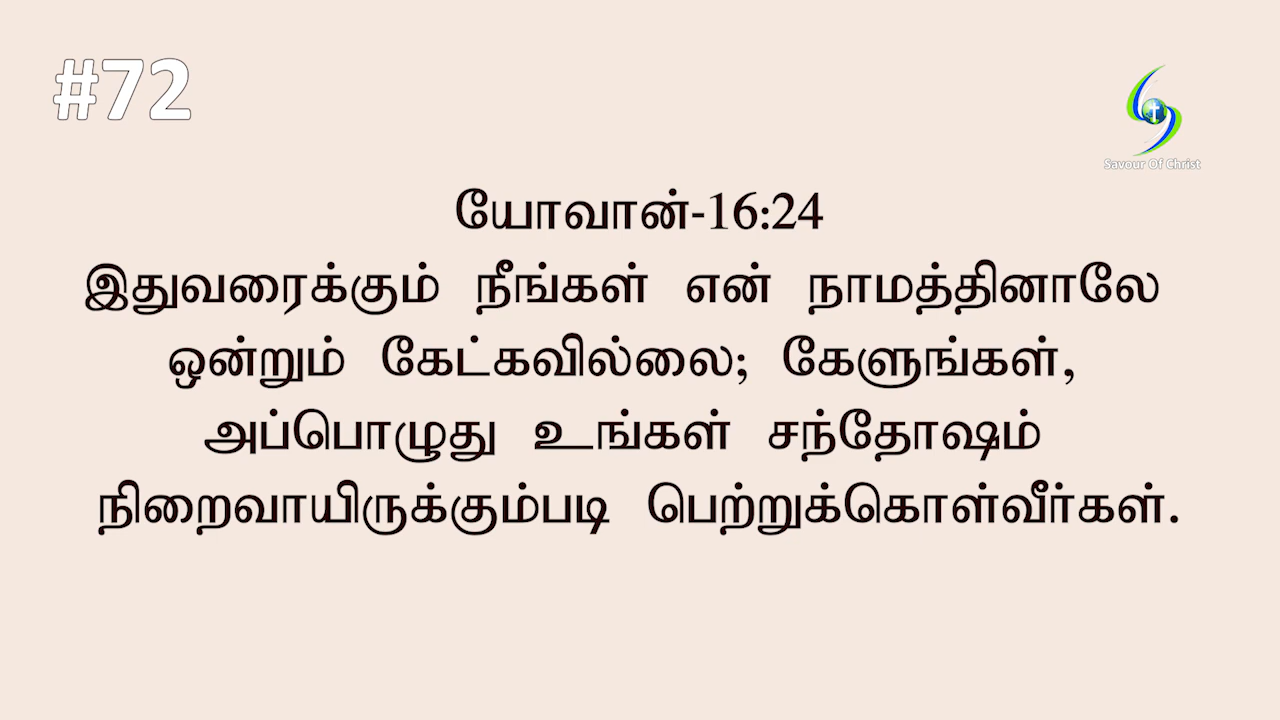 #72
Savour Of Christ
யோவான்-16:24
இதுவரைக்கும் நீங்கள் என் நாமத்தினாலே
ஒன்றும் கேட்கவில்லை; கேளுங்கள்,
அப்பொழுது உங்கள் சந்தோஷம்
நிறைவாயிருக்கும்படி பெற்றுக்கொள்வீர்கள்.